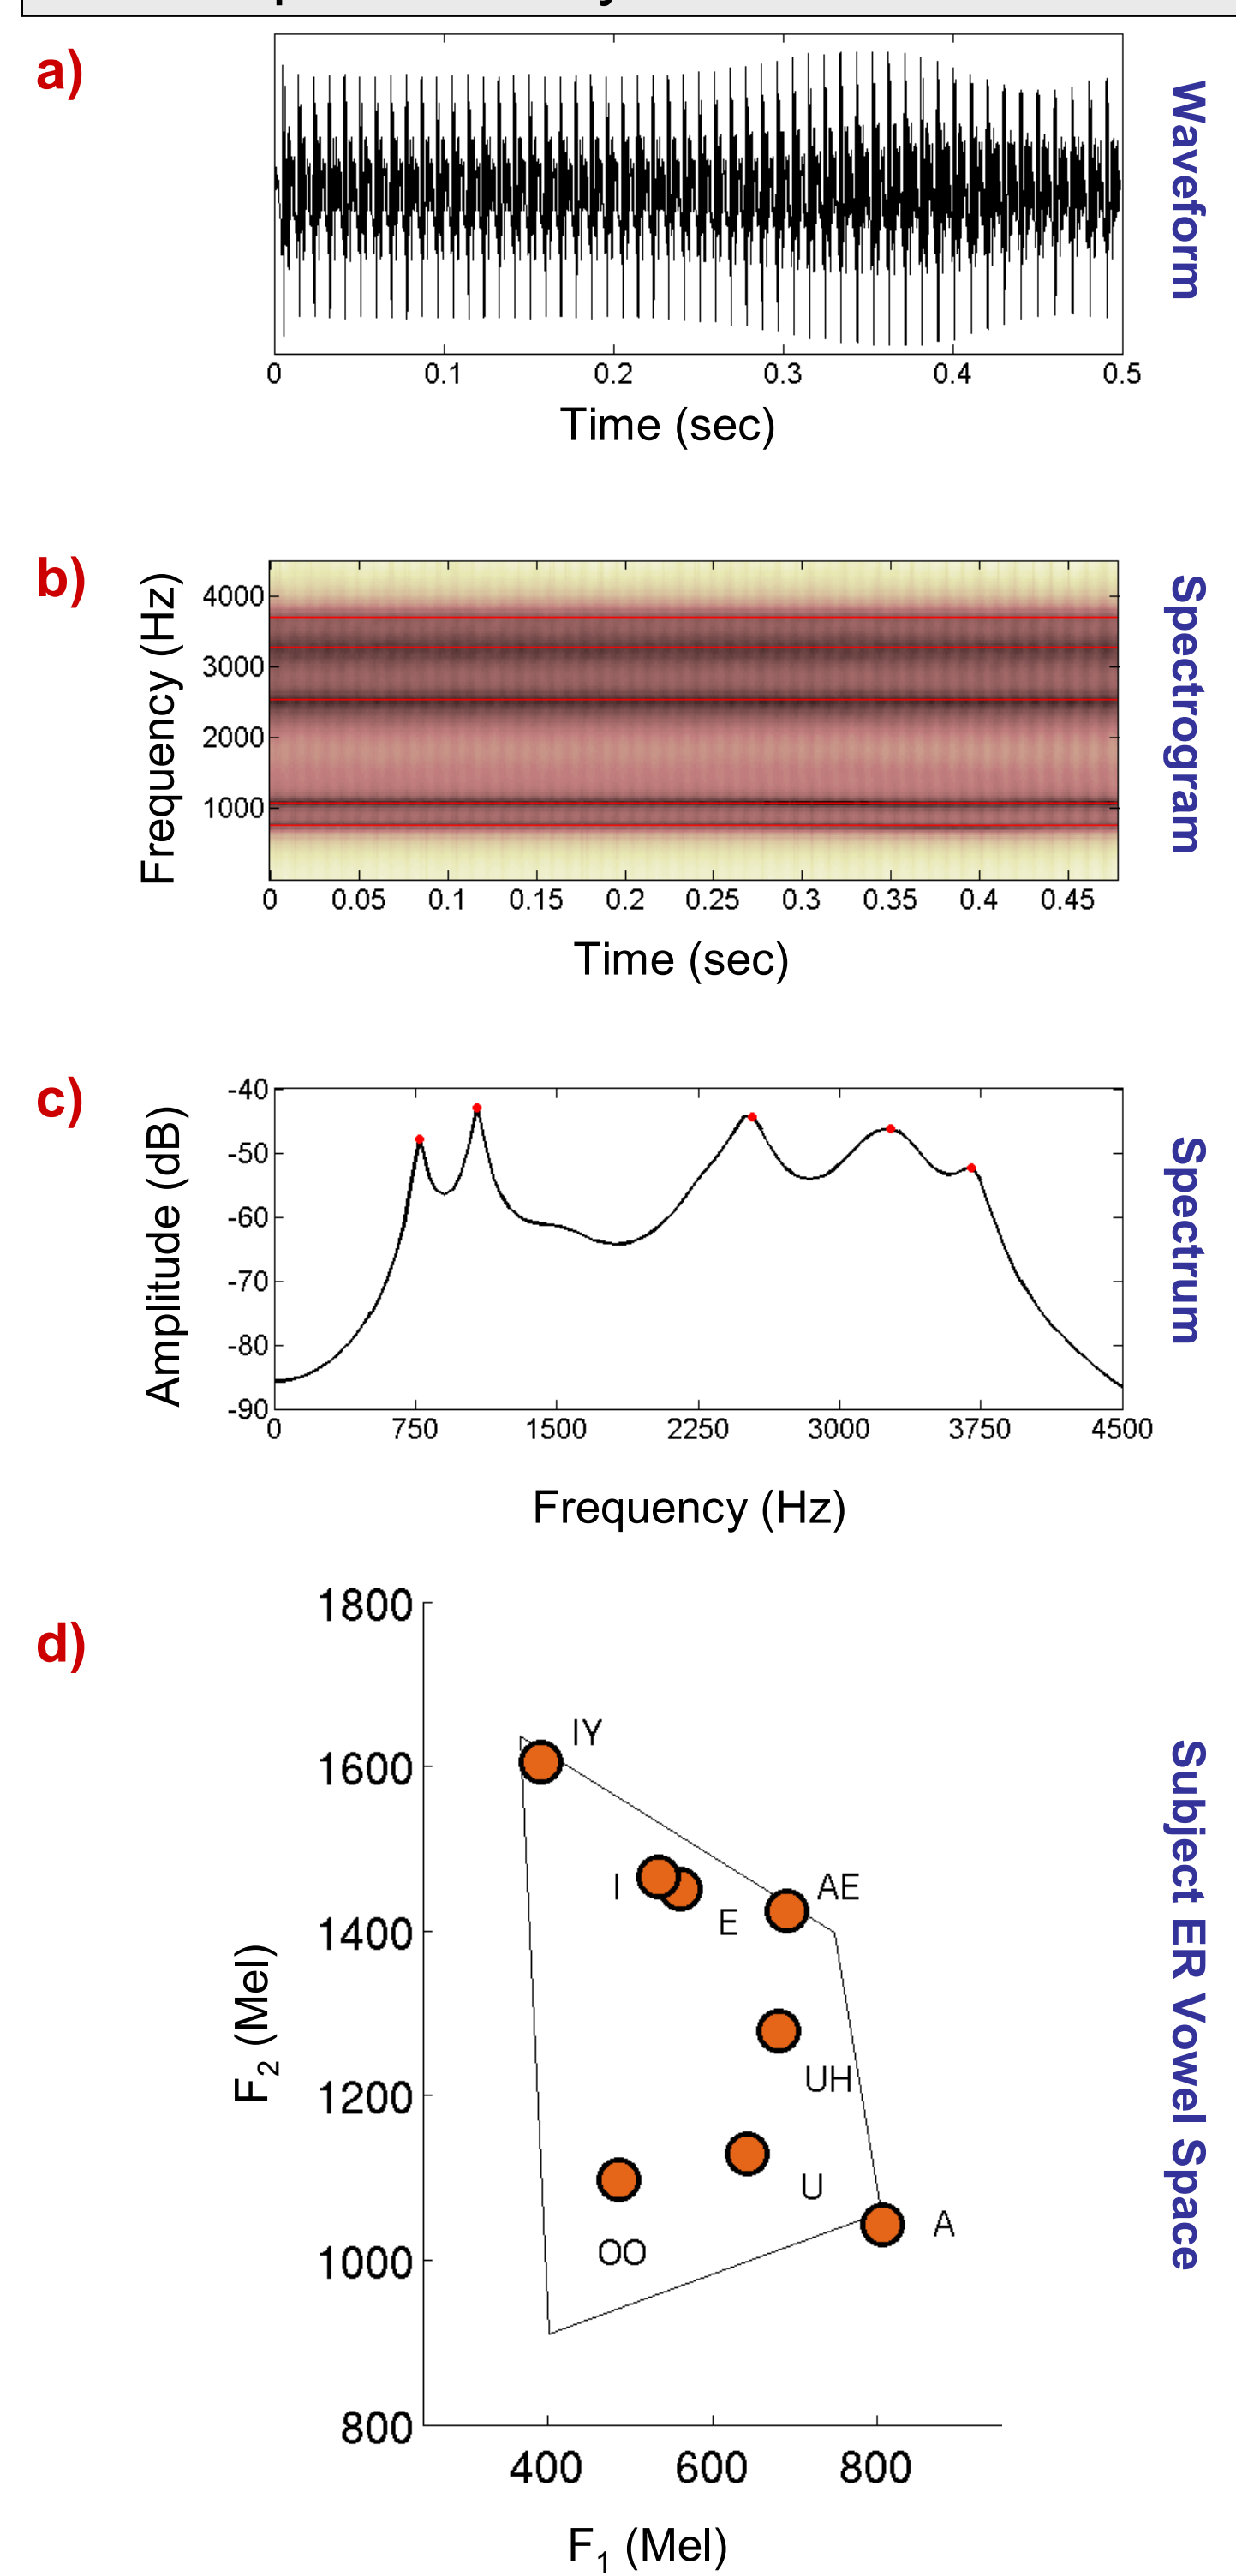 a)
Waveform
0 0.1 0.2 0.3 0.4 0.5
Time (sec)
b)
Spectrogram
Frequency (Hz)
4000
3000
2000
1000
0 0.05 0.1 0.15 0.2 0.25 0.3 0.35 0.4 0.45
Time (sec)
c)
Spectrum
Amplitude (dB)
-40
-50
-60
-70
-80
-90
0 750 1500 2250 3000 3750 4500
Frequency (Hz)
d)
Subject ER Vowel Space
F2 (Mel)
1800
1600
1400
1200
1000
800
IY
I
E
AE
UH
U
OO
A
400 600 800
F1 (Mel)